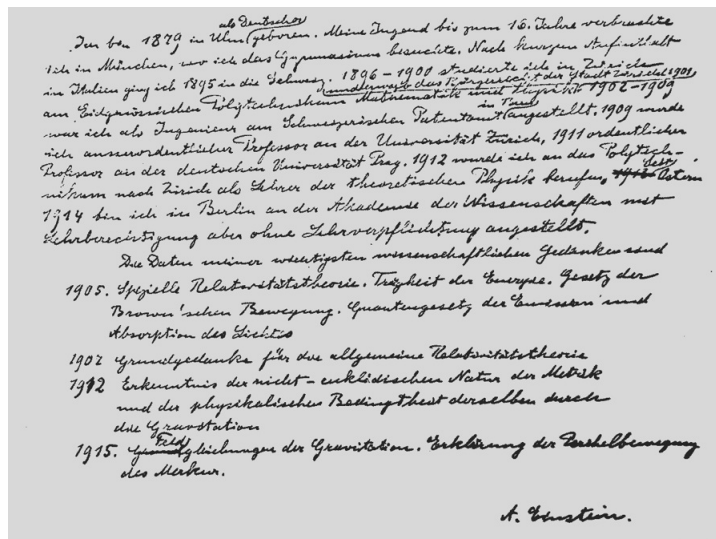 als Deutscher
Ich bin 1879 in Ulm geboren. Meine Jugend bis zum 16. Jahre verbrachte
ich in München, wo ich das Gymnasium besuchte. Nach kurzem Aufenthalt
in Italien ging ich 1895 in die Schweiz. 1896-1900 studierte ich in Zürich
und erwarb das Bürgerrecht der Stadt Zürich 1901.
am Eidgenössischen Polytechnikum Mathematik und Physik 1902-1909
in Bern
war ich als Ingenieur am Schweizerischen Patentamt angestellt. 1909 wurde
ich ausserordentlicher Professor an der Universität Zürich, 1911 ordentlicher
Professor an der deutschen Universität Prag. 1912 wurde ich an das Polytech-
nikum nach Zürich als Lehrer der theoretischen Physik berufen, Seit Ostern
1914 bin ich in Berlin an der Akademie der Wissenschaften mit
Lehrberechtigung aber ohne Lehrverpflichtung angestellt.
Die Daten meiner wichtigsten wissenschaftlichen Gedanken sind
1905. Spezielle Relativitätstheorie. Trägheit der Energie. Gesetz der
Brown'schen Bewegung. Quantengesetz der Emission und
Absorption des Lichtes
1907 Grundgedanke für die allgemeine Relativitätstheorie
1912 Erkenntnis der nicht-euklidischen Natur der Metrik
und der physikalischen Bedingtheit derselben durch
die Gravitation
1915. Feldgleichungen der Gravitation. Erklärung der Perihelbewegung
des Merkur.
A. Einstein.